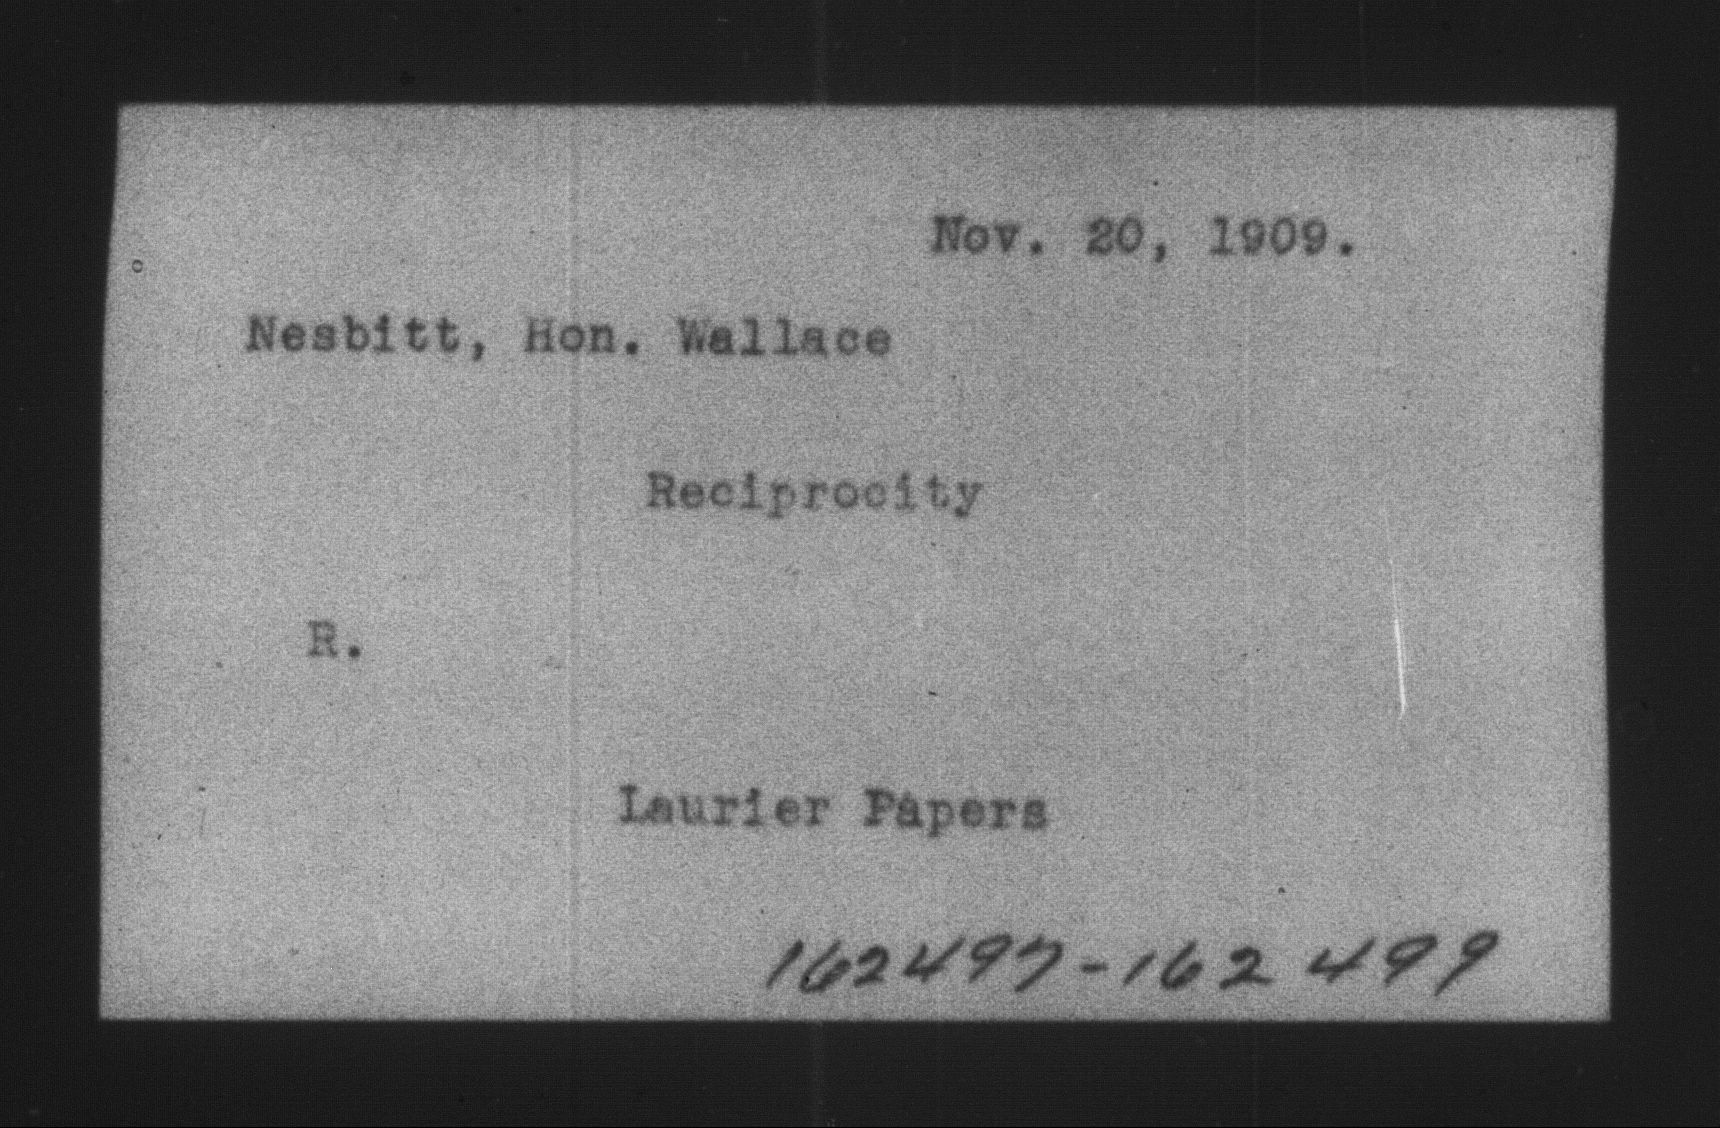 Nov. 20, 1909.
Nesbitt, Hon. Wallace
Reciprocity
R.
Laurier Papers
162497-162499